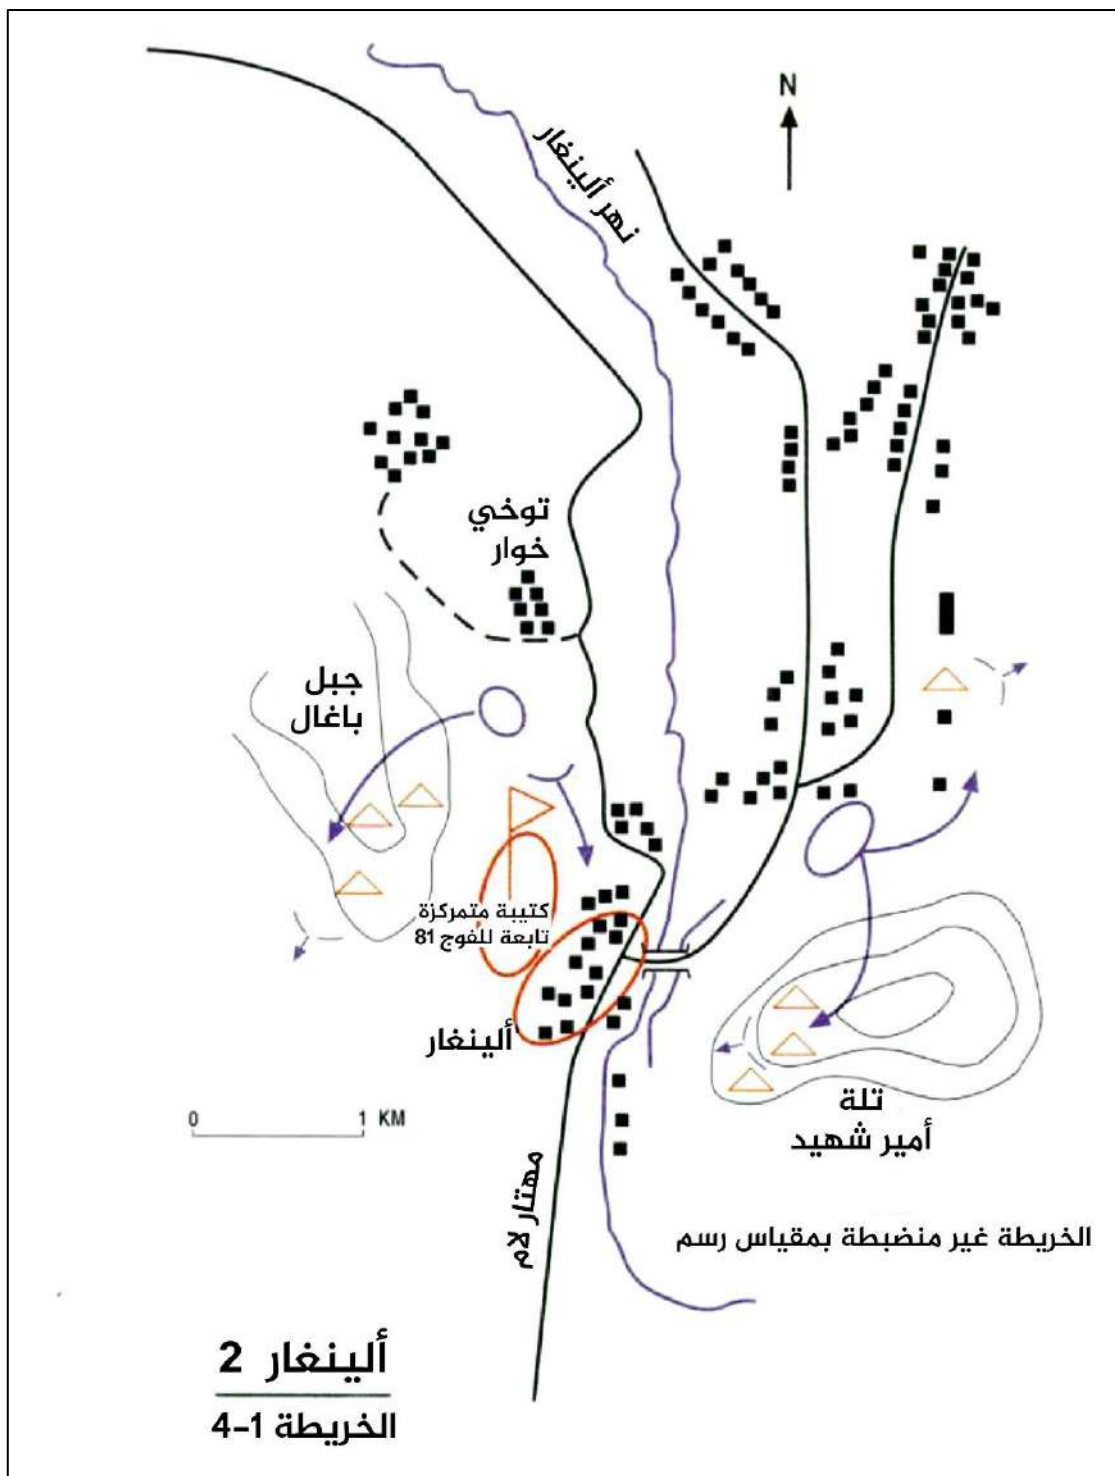 N
نهر ألينغار
توخي
خوار
جبل
باغال
كتيبة متمركزة
تابعة للفوج 81
ألينغار
0 1 KM
تلة
أمير شهيد
مهتار لام
الخريطة غير منضبطة بمقياس رسم
ألينغار 2
الخريطة 1-4